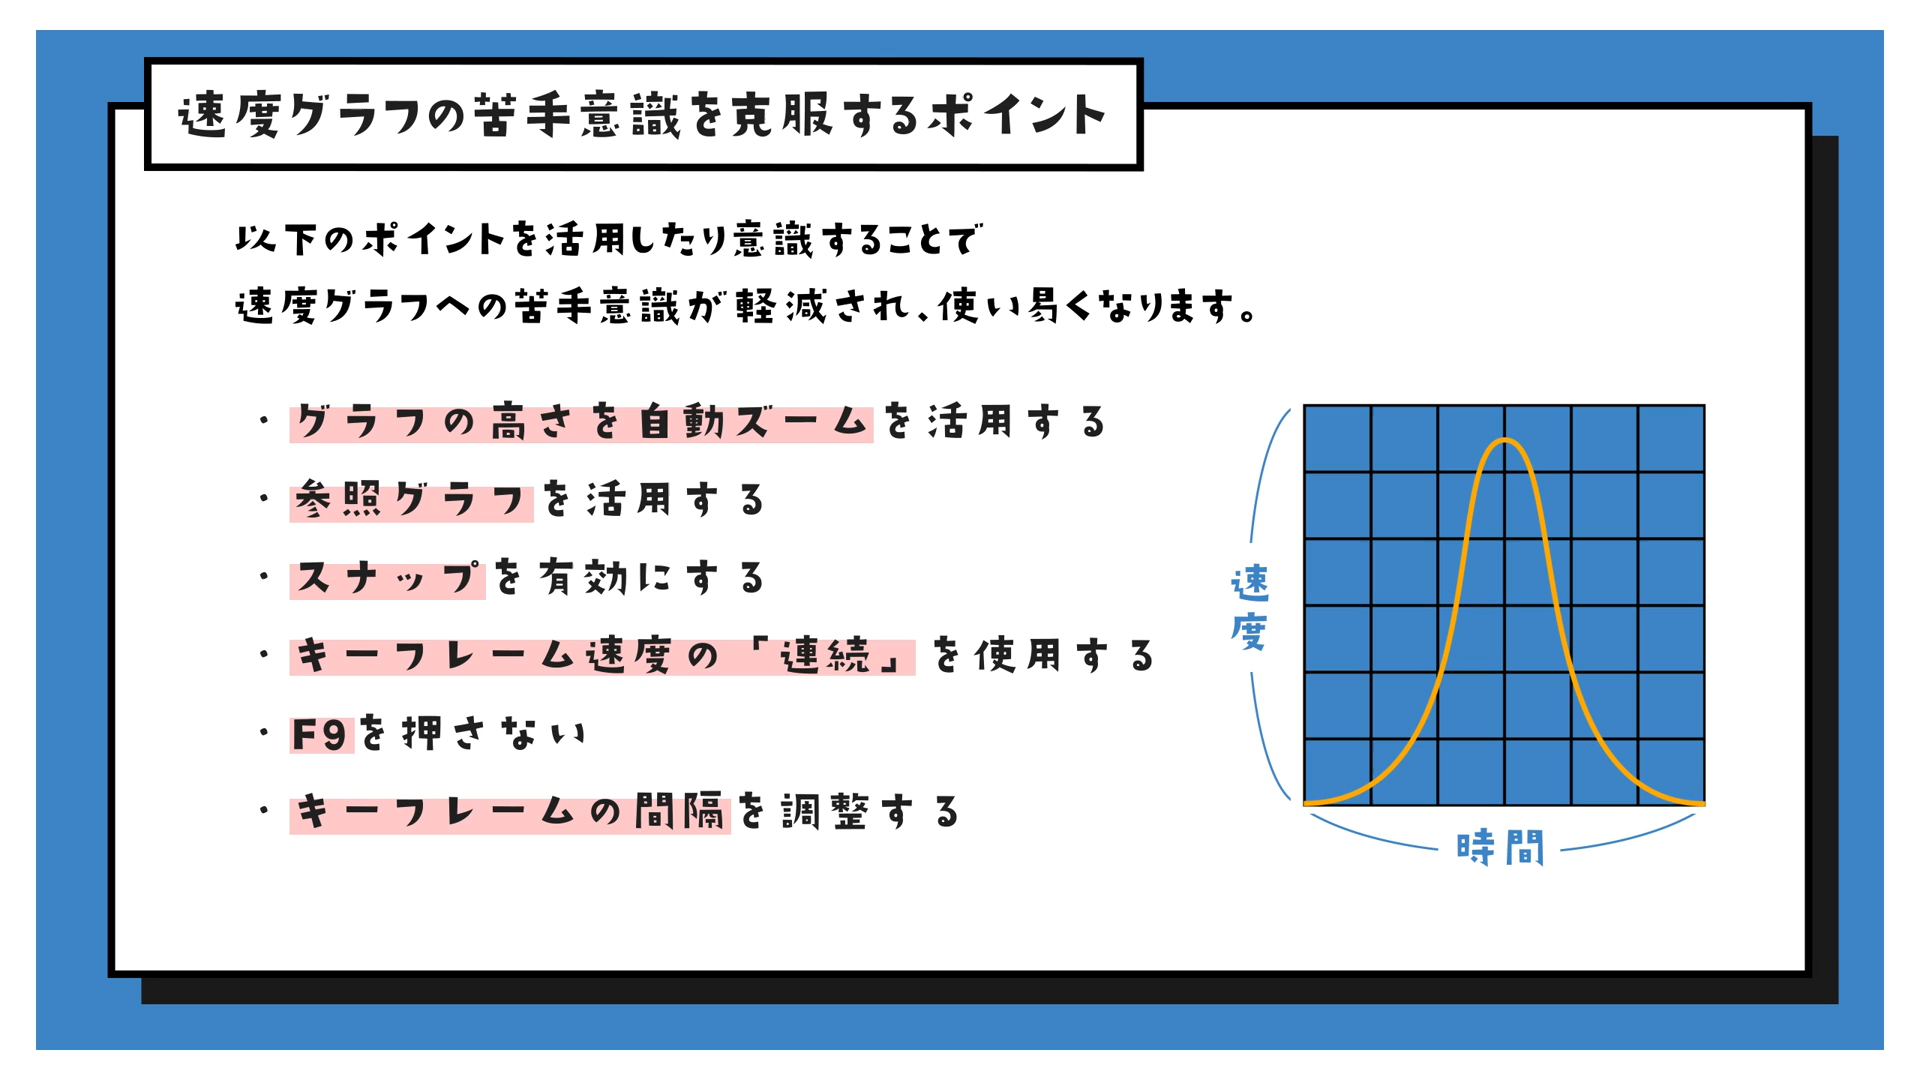 速度グラフの苦手意識を克服するポイント
以下のポイントを活用したり意識することで
速度グラフへの苦手意識が軽減され、使い易くなります。
・グラフの高さを自動ズームを活用する
・参照グラフを活用する
・スナップを有効にする
・キーフレーム速度の「連続」を使用する
・F9を押さない
・キーフレームの間隔を調整する
速度
時間